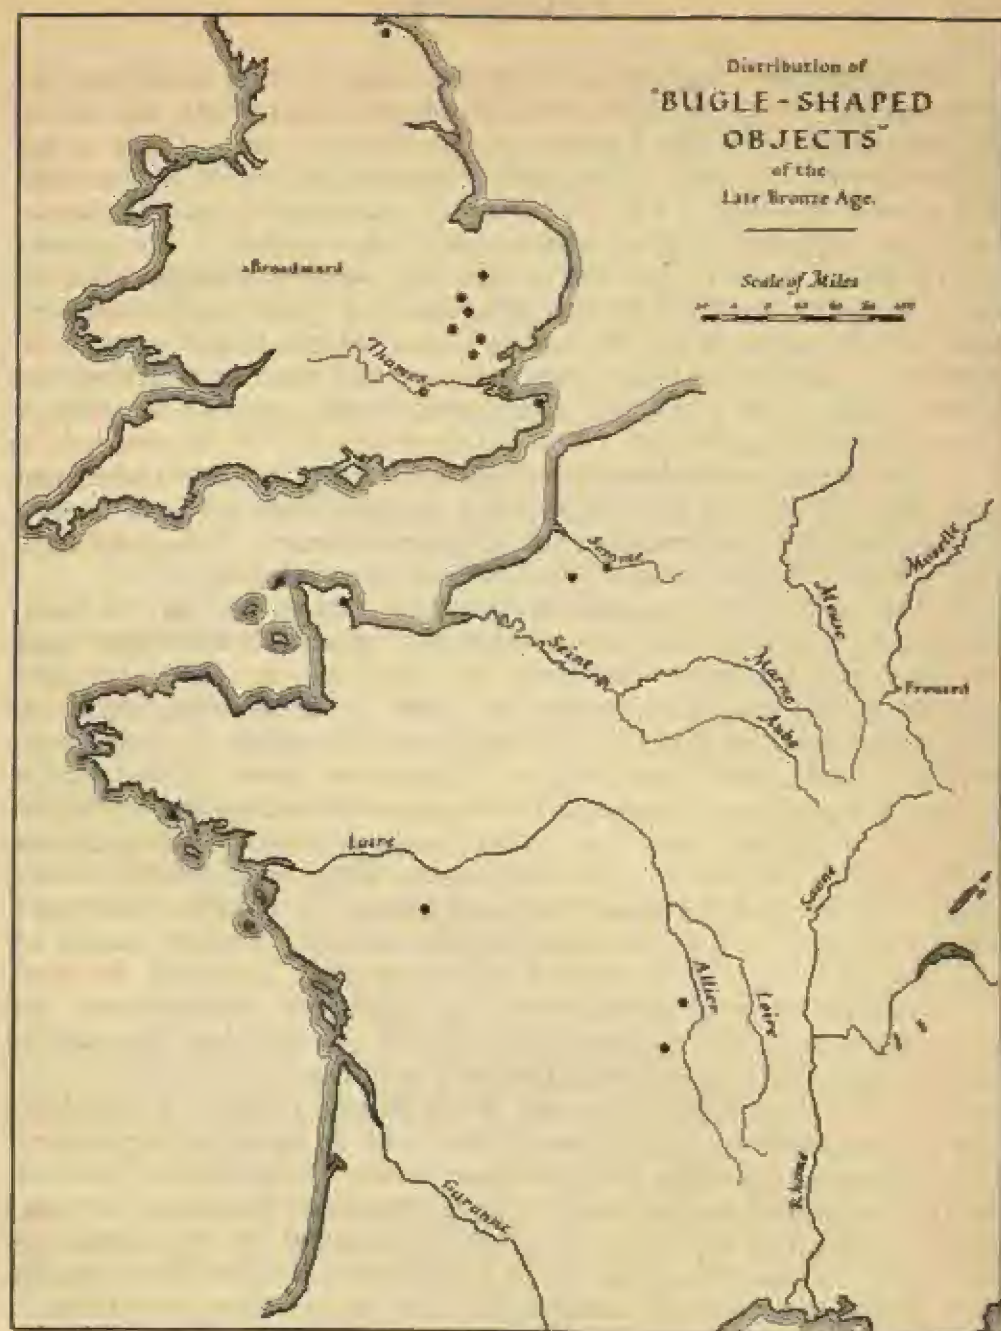 Distribution of
"BUGLE-SHAPED
OBJECTS"
of the
Late Bronze Age.
Scale of Miles
Broadward
Thames
Somme
Seine
Marne
Aube
Meuse
Moselle
Frouard
Loire
Saone
Allier
Loire
Rhone
Garonne